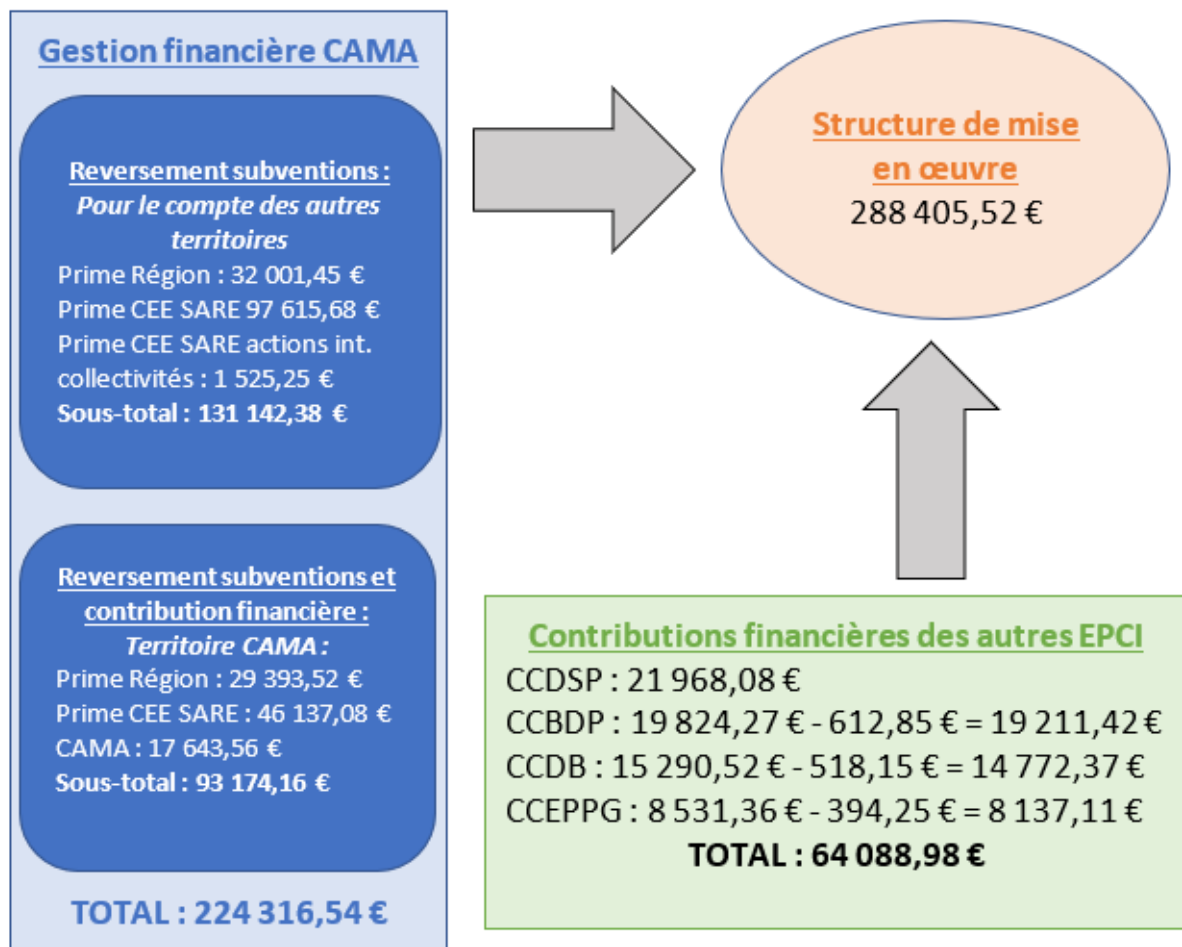 Gestion financière CAMA
Reversement subventions :
Pour le compte des autres
territoires
Prime Région : 32 001,45 €
Prime CEE SARE 97 615,68 €
Prime CEE SARE actions int.
collectivités : 1 525,25 €
Sous-total : 131 142,38 €
Reversement subventions et
contribution financière :
Territoire CAMA :
Prime Région : 29 393,52 €
Prime CEE SARE : 46 137,08 €
CAMA : 17 643,56 €
Sous-total : 93 174,16 €
TOTAL : 224 316,54 €
Structure de mise
en œuvre
288 405,52 €
Contributions financières des autres EPCI
CCDSP : 21 968,08 €
CCBDP : 19 824,27 € - 612,85 € = 19 211,42 €
CCDB : 15 290,52 € - 518,15 € = 14 772,37 €
CCEPPG : 8 531,36 € - 394,25 € = 8 137,11 €
TOTAL : 64 088,98 €